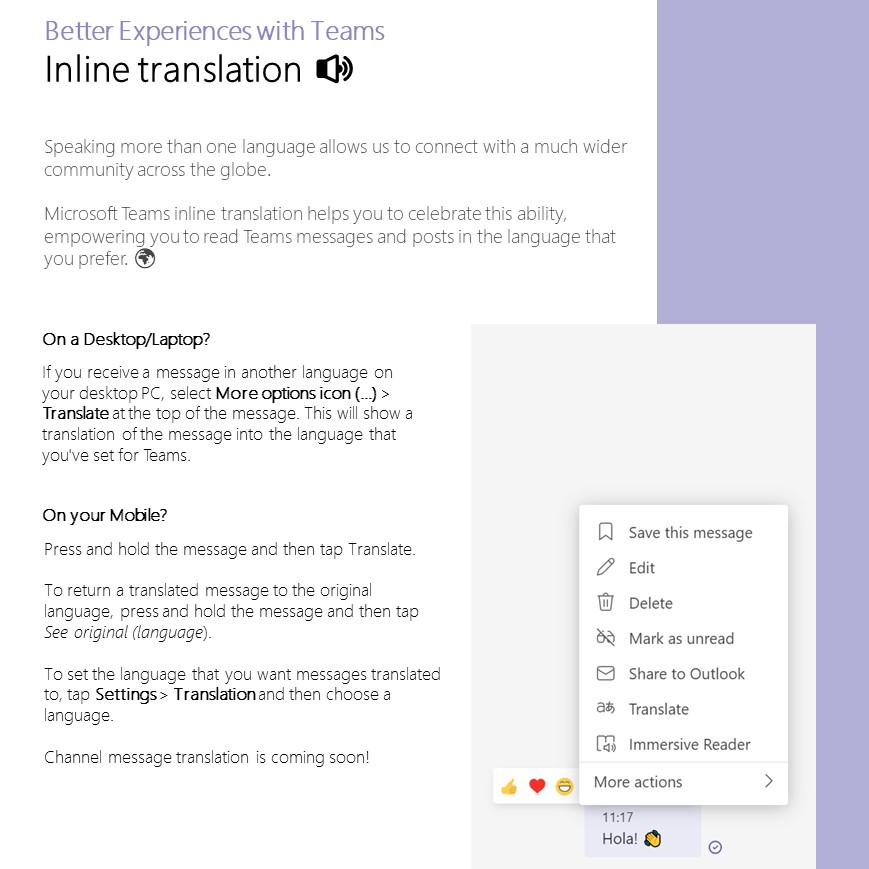 Better Experiences with Teams
Inline translation
Speaking more than one language allows us to connect with a much wider
community across the globe.
Microsoft Teams inline translation helps you to celebrate this ability,
empowering you to read Teams messages and posts in the language that
you prefer.
On a Desktop/Laptop?
If you receive a message in another language on
your desktop PC, select More options icon (...) >
Translate at the top of the message. This will show a
translation of the message into the language that
you've set for Teams.
On your Mobile?
Press and hold the message and then tap Translate.
To return a translated message to the original
language, press and hold the message and then tap
See original (language).
To set the language that you want messages translated
to, tap Settings > Translation and then choose a
language.
Channel message translation is coming soon!
Save this message
Edit
Delete
Mark as unread
Share to Outlook
Translate
Immersive Reader
More actions
11:17
Hola! 👋